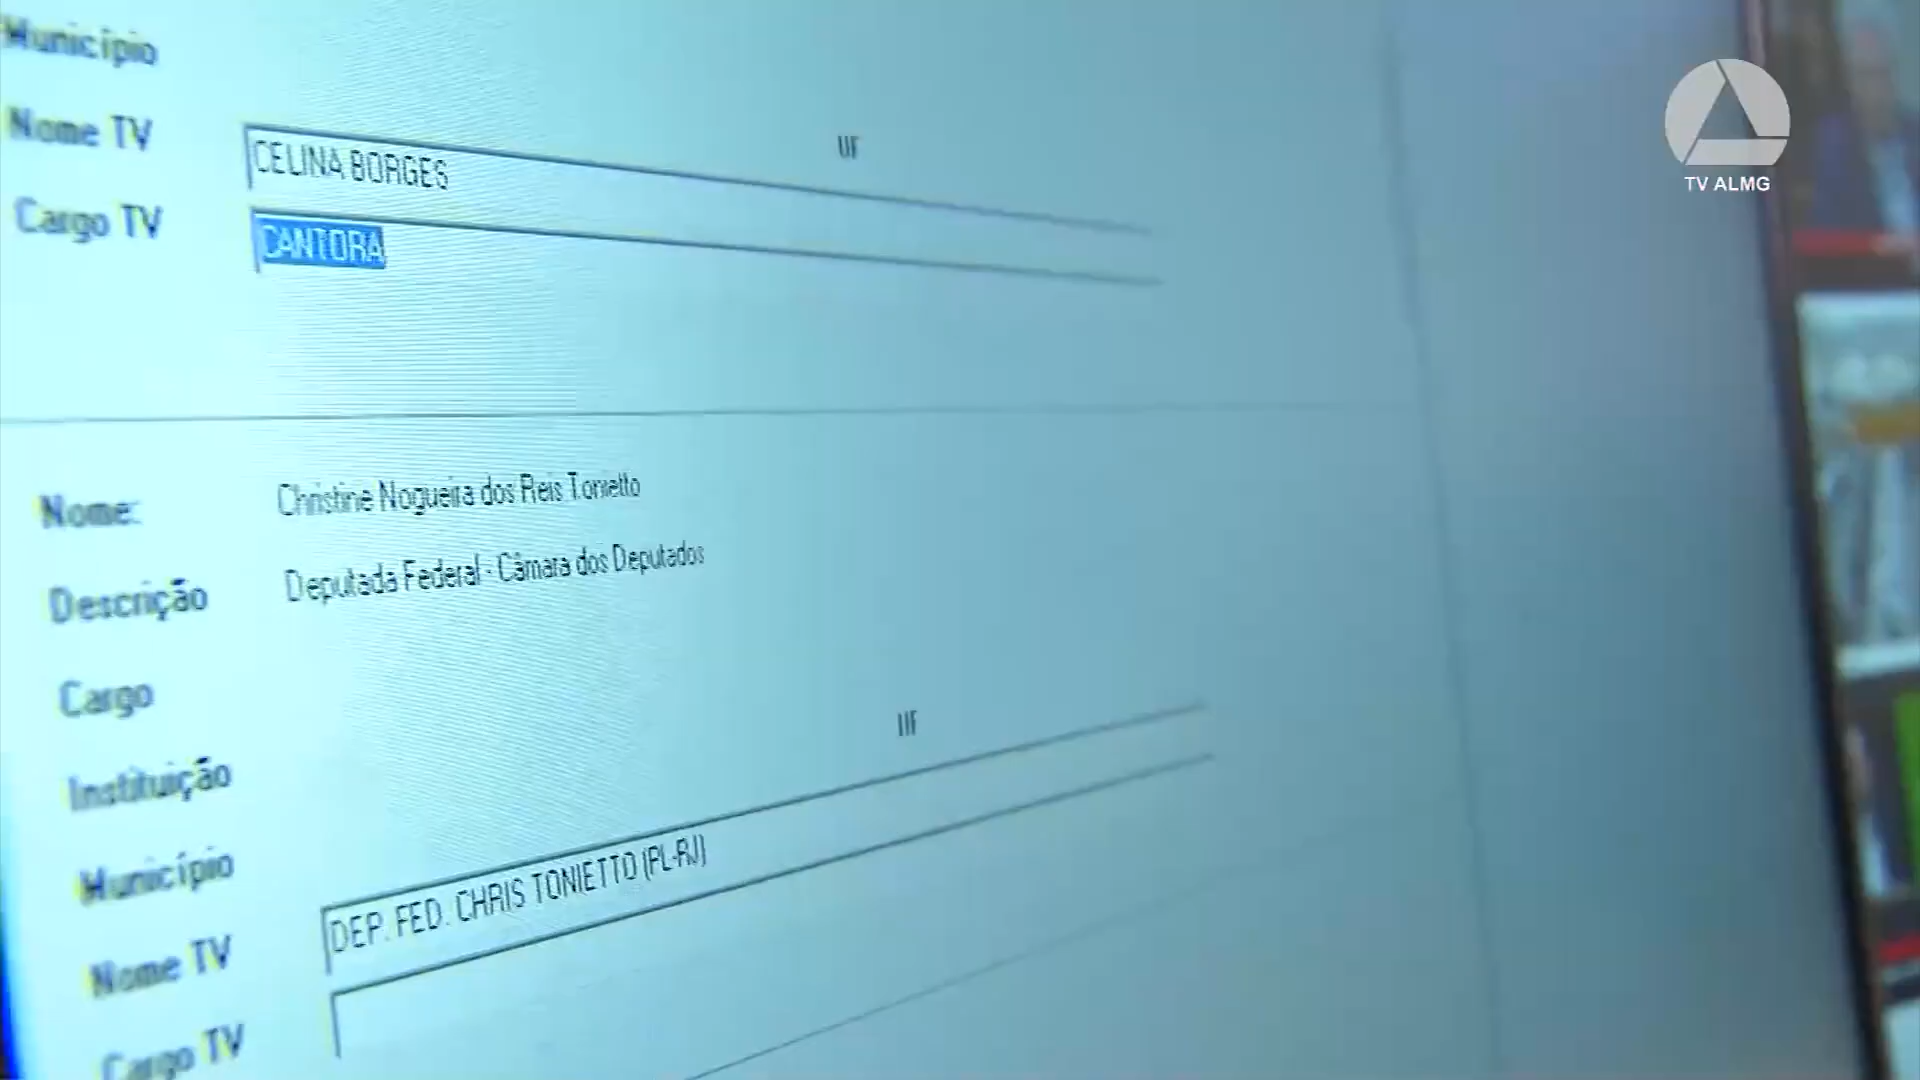 Município
UF
Nome TV CELINA BORGES
Cargo TV CANTORA
Nome: Christine Nogueira dos Reis Tonietto
Descrição Deputada Federal - Câmara dos Deputados
Cargo
Instituição
Município UF
Nome TV DEP. FED. CHRIS TONIETTO (PL-RJ)
Cargo TV
TV ALMG